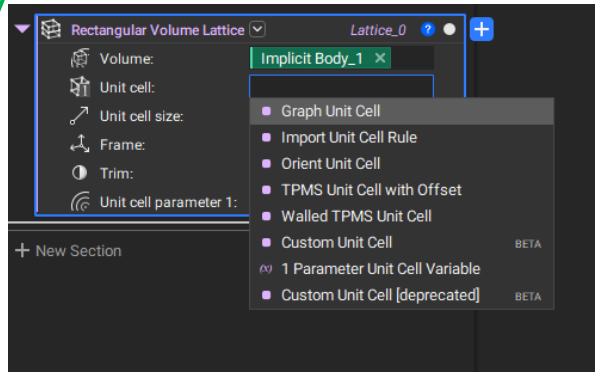 Rectangular Volume Lattice Lattice_0 ? +
Volume: Implicit Body_1 ×
Unit cell:
Unit cell size:
Frame:
Trim:
Unit cell parameter 1:
Graph Unit Cell
Import Unit Cell Rule
Orient Unit Cell
TPMS Unit Cell with Offset
Walled TPMS Unit Cell
Custom Unit Cell BETA
(x) 1 Parameter Unit Cell Variable
Custom Unit Cell [deprecated] BETA
+ New Section